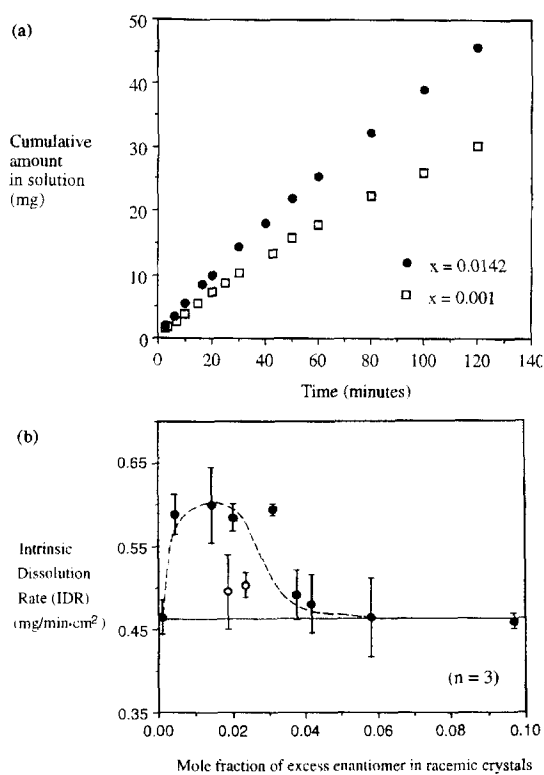 (a)
50
40
30
20
10
0
Cumulative
amount
in solution
(mg)
x = 0.0142
x = 0.001
0 20 40 60 80 100 120 140
Time (minutes)
(b)
0.65
0.55
0.45
0.35
Intrinsic
Dissolution
Rate (IDR)
(mg/min·cm²)
(n = 3)
0.00 0.02 0.04 0.06 0.08 0.10
Mole fraction of excess enantiomer in racemic crystals